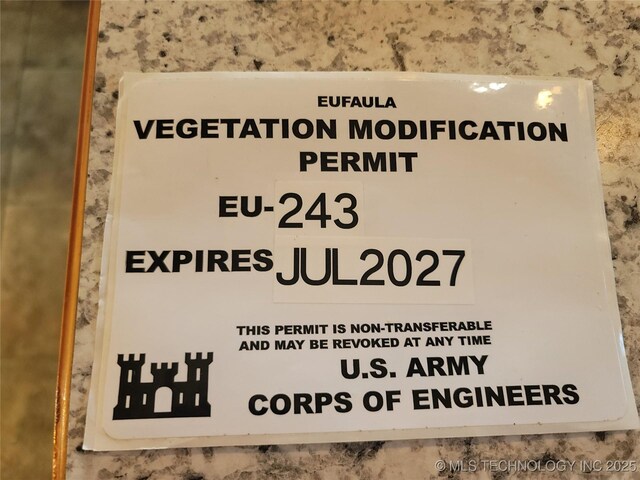 EUFAULA
VEGETATION MODIFICATION
PERMIT
EU-243
EXPIRES JUL2027
THIS PERMIT IS NON-TRANSFERABLE
AND MAY BE REVOKED AT ANY TIME
U.S. ARMY
CORPS OF ENGINEERS
© MLS TECHNOLOGY INC 2025